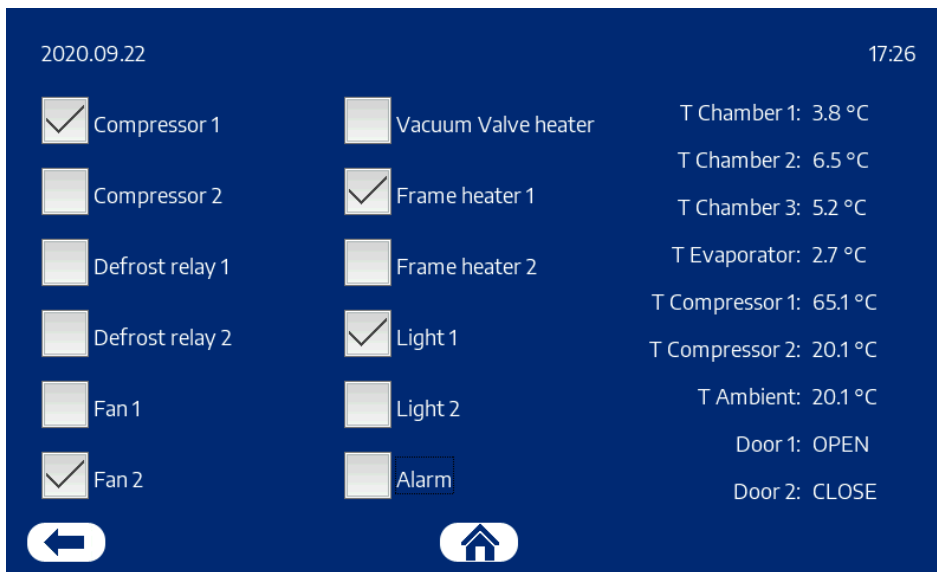 2020.09.22
17:26
Compressor 1
Compressor 2
Defrost relay 1
Defrost relay 2
Fan 1
Fan 2
Vacuum Valve heater
Frame heater 1
Frame heater 2
Light 1
Light 2
Alarm
T Chamber 1: 3.8 °C
T Chamber 2: 6.5 °C
T Chamber 3: 5.2 °C
T Evaporator: 2.7 °C
T Compressor 1: 65.1 °C
T Compressor 2: 20.1 °C
T Ambient: 20.1 °C
Door 1: OPEN
Door 2: CLOSE